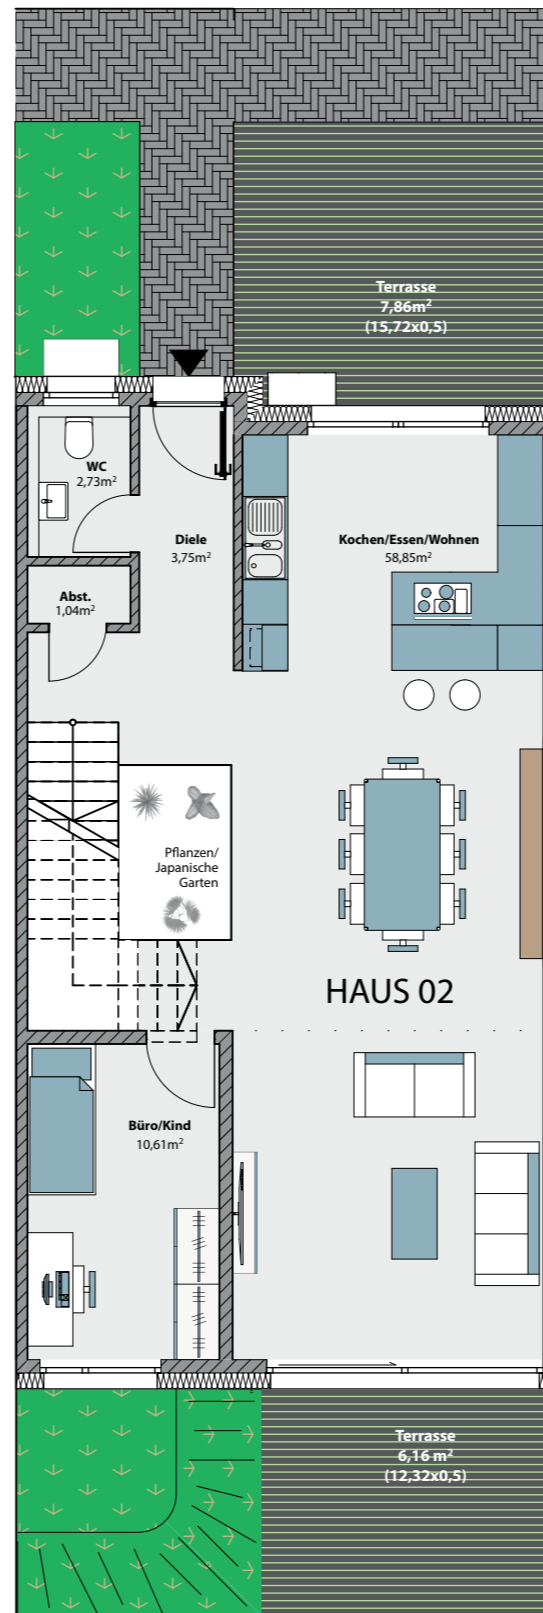 Terrasse
7,86m²
(15,72x0,5)
WC
2,73m²
Diele
3,75m²
Kochen/Essen/Wohnen
58,85m²
Abst.
1,04m²
Pflanzen/
Japanische
Garten
HAUS 02
Büro/Kind
10,61m²
Terrasse
6,16 m²
(12,32x0,5)